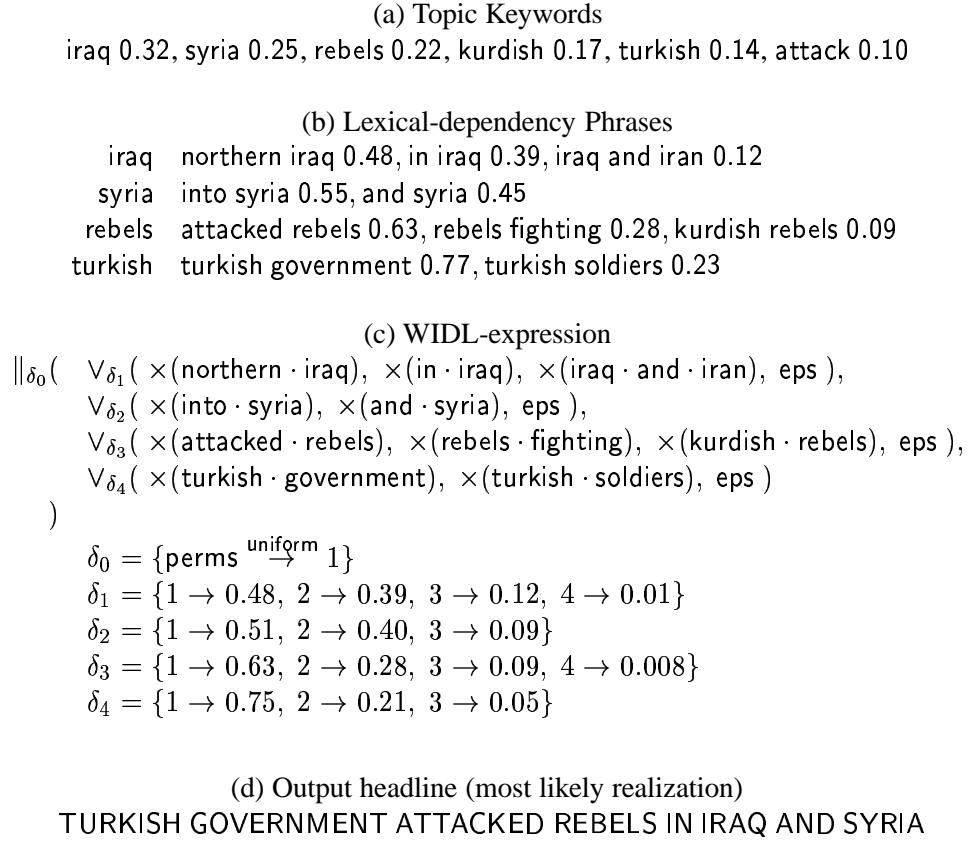 (a) Topic Keywords
iraq 0.32, syria 0.25, rebels 0.22, kurdish 0.17, turkish 0.14, attack 0.10
(b) Lexical-dependency Phrases
iraq northern iraq 0.48, in iraq 0.39, iraq and iran 0.12
syria into syria 0.55, and syria 0.45
rebels attacked rebels 0.63, rebels fighting 0.28, kurdish rebels 0.09
turkish turkish government 0.77, turkish soldiers 0.23
(c) WIDL-expression
∥δ₀( ∨δ₁( ×(northern · iraq), ×(in · iraq), ×(iraq · and · iran), eps ),
∨δ₂( ×(into · syria), ×(and · syria), eps ),
∨δ₃( ×(attacked · rebels), ×(rebels · fighting), ×(kurdish · rebels), eps ),
∨δ₄( ×(turkish · government), ×(turkish · soldiers), eps )
)
δ₀ = {perms uniform→ 1}
δ₁ = {1 → 0.48, 2 → 0.39, 3 → 0.12, 4 → 0.01}
δ₂ = {1 → 0.51, 2 → 0.40, 3 → 0.09}
δ₃ = {1 → 0.63, 2 → 0.28, 3 → 0.09, 4 → 0.008}
δ₄ = {1 → 0.75, 2 → 0.21, 3 → 0.05}
(d) Output headline (most likely realization)
TURKISH GOVERNMENT ATTACKED REBELS IN IRAQ AND SYRIA